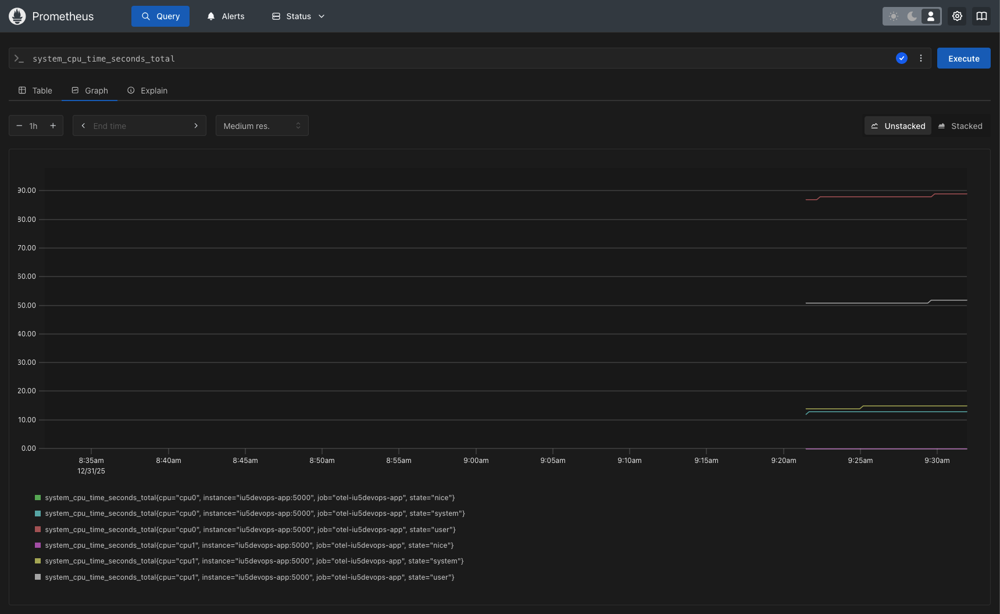 Prometheus Query Alerts Status
system_cpu_time_seconds_total Execute
Table Graph Explain
1h End time Medium res. Unstacked Stacked
90.00
80.00
70.00
60.00
50.00
40.00
30.00
20.00
10.00
0.00
8:35am 8:40am 8:45am 8:50am 8:55am 9:00am 9:05am 9:10am 9:15am 9:20am 9:25am 9:30am
12/31/25
system_cpu_time_seconds_total{cpu="cpu0", instance="iu5devops-app:5000", job="otel-iu5devops-app", state="nice"}
system_cpu_time_seconds_total{cpu="cpu0", instance="iu5devops-app:5000", job="otel-iu5devops-app", state="system"}
system_cpu_time_seconds_total{cpu="cpu0", instance="iu5devops-app:5000", job="otel-iu5devops-app", state="user"}
system_cpu_time_seconds_total{cpu="cpu1", instance="iu5devops-app:5000", job="otel-iu5devops-app", state="nice"}
system_cpu_time_seconds_total{cpu="cpu1", instance="iu5devops-app:5000", job="otel-iu5devops-app", state="system"}
system_cpu_time_seconds_total{cpu="cpu1", instance="iu5devops-app:5000", job="otel-iu5devops-app", state="user"}